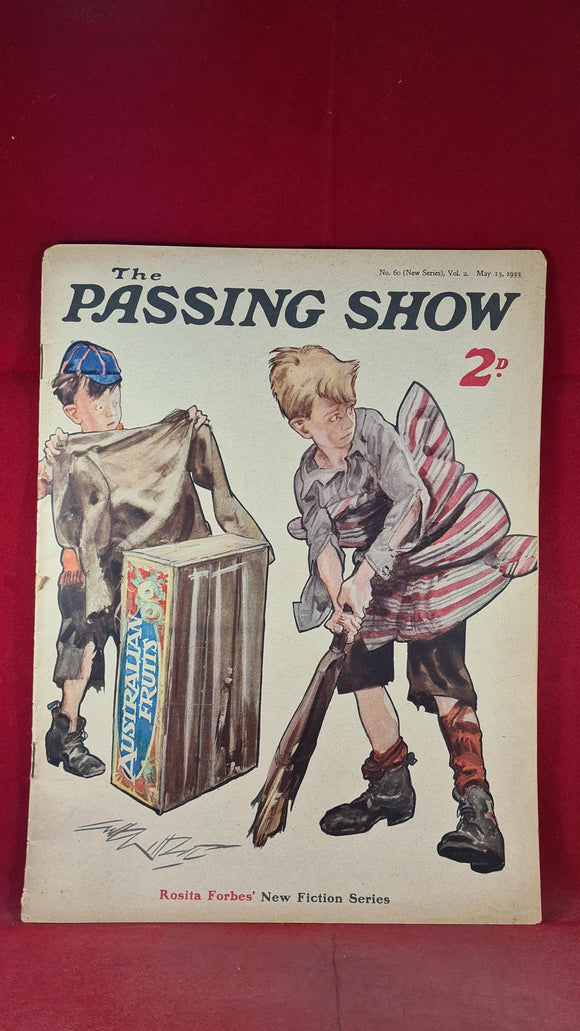 The
No. 60 (New Series), Vol. 2. May 13, 1933
PASSING SHOW
2D.
AUSTRALIAN
FRUITS
Rosita Forbes' New Fiction Series